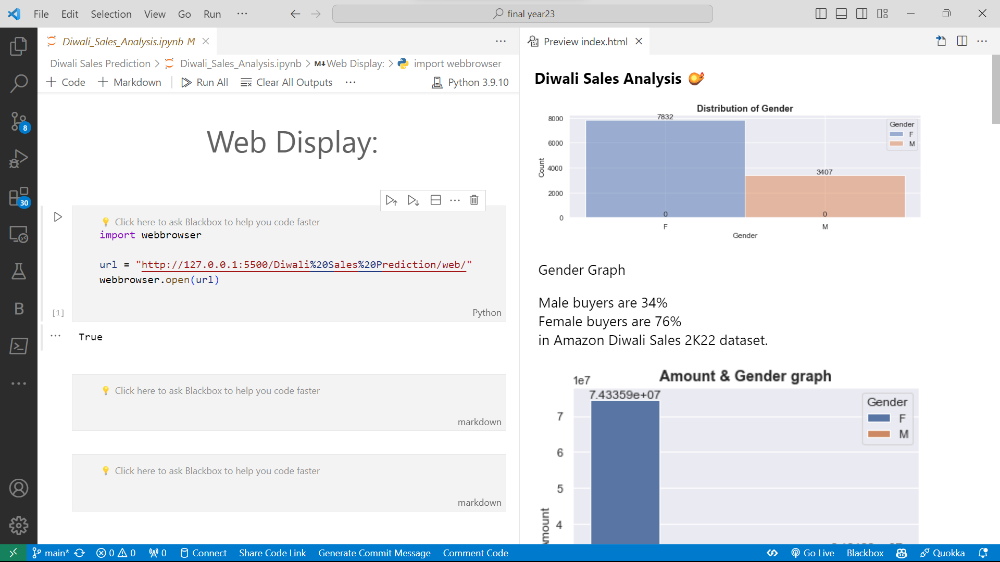 File Edit Selection View Go Run ···
final year23
Diwali_Sales_Analysis.ipynb M
Diwali Sales Prediction > Diwali_Sales_Analysis.ipynb > M↓Web Display: > import webbrowser
+ Code + Markdown Run All Clear All Outputs ··· Python 3.9.10
Web Display:
Click here to ask Blackbox to help you code faster
import webbrowser
url = "http://127.0.0.1:5500/Diwali%20Sales%20Prediction/web/"
webbrowser.open(url)
[1]
Python
True
Click here to ask Blackbox to help you code faster
markdown
Click here to ask Blackbox to help you code faster
markdown
8
30
B
Preview index.html
Diwali Sales Analysis
Distribution of Gender
7832
3407
0
0
8000
6000
4000
2000
0
Count
F
M
Gender
Gender
F
M
Gender Graph
Male buyers are 34%
Female buyers are 76%
in Amazon Diwali Sales 2K22 dataset.
Amount & Gender graph
1e7
7.43359e+07
7
6
5
4
Gender
F
M
main* 0 0 0 Connect Share Code Link Generate Commit Message Comment Code Go Live Blackbox Quokka